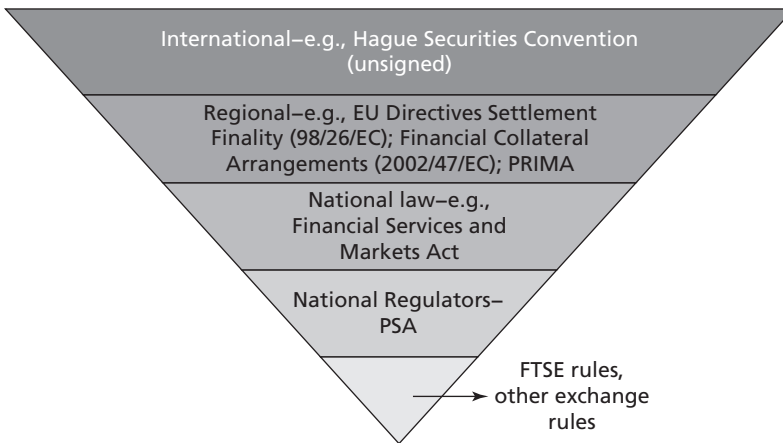 International–e.g., Hague Securities Convention
(unsigned)
Regional–e.g., EU Directives Settlement
Finality (98/26/EC); Financial Collateral
Arrangements (2002/47/EC); PRIMA
National law–e.g.,
Financial Services and
Markets Act
National Regulators–
PSA
FTSE rules,
other exchange
rules